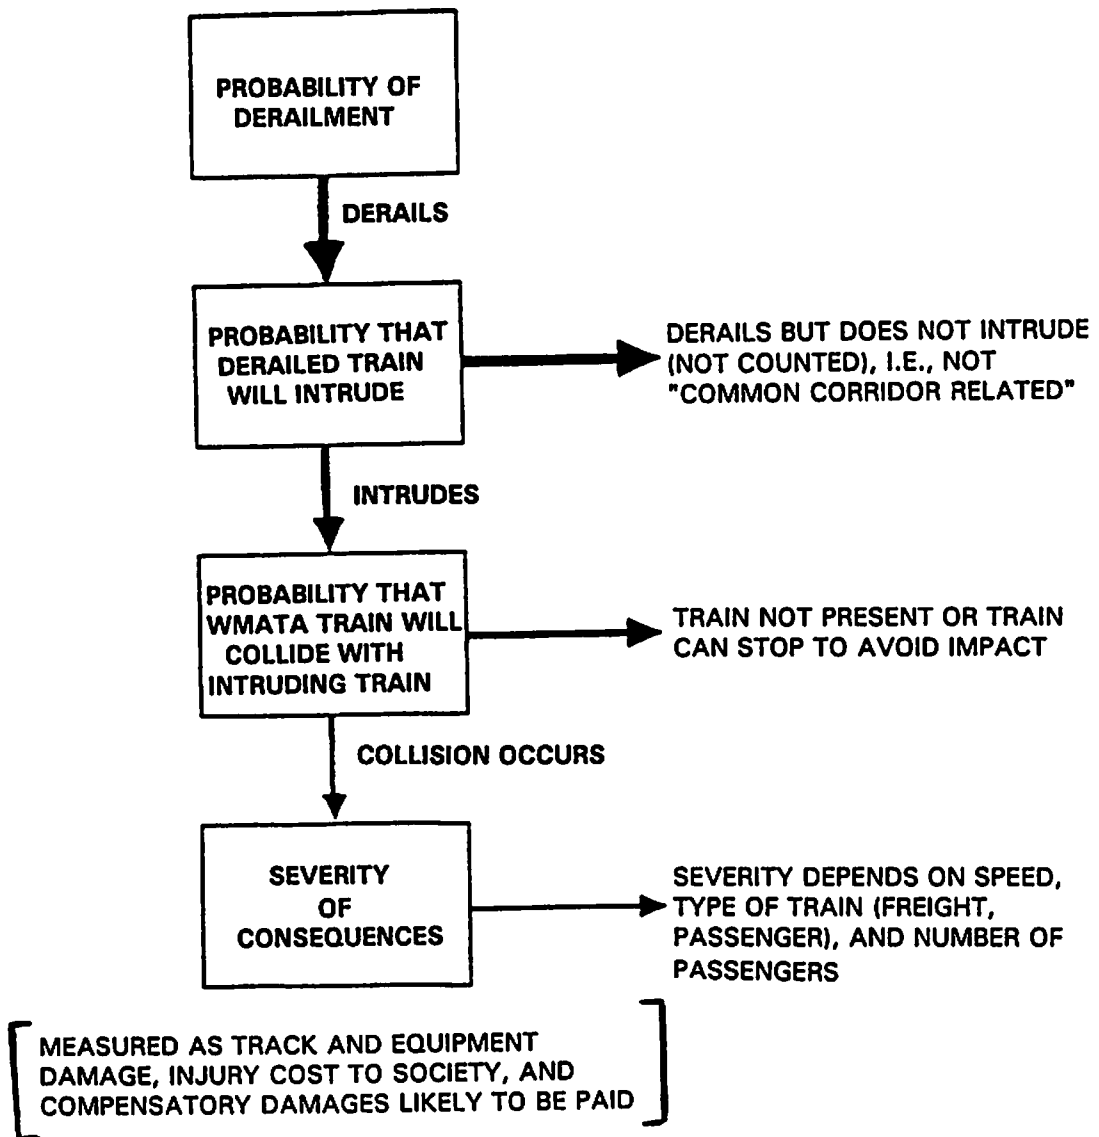 PROBABILITY OF
DERAILMENT
DERAILS
PROBABILITY THAT
DERAILED TRAIN
WILL INTRUDE
DERAILS BUT DOES NOT INTRUDE
(NOT COUNTED), I.E., NOT
"COMMON CORRIDOR RELATED"
INTRUDES
PROBABILITY THAT
WMATA TRAIN WILL
COLLIDE WITH
INTRUDING TRAIN
TRAIN NOT PRESENT OR TRAIN
CAN STOP TO AVOID IMPACT
COLLISION OCCURS
SEVERITY
OF
CONSEQUENCES
SEVERITY DEPENDS ON SPEED,
TYPE OF TRAIN (FREIGHT,
PASSENGER), AND NUMBER OF
PASSENGERS
MEASURED AS TRACK AND EQUIPMENT
DAMAGE, INJURY COST TO SOCIETY, AND
COMPENSATORY DAMAGES LIKELY TO BE PAID